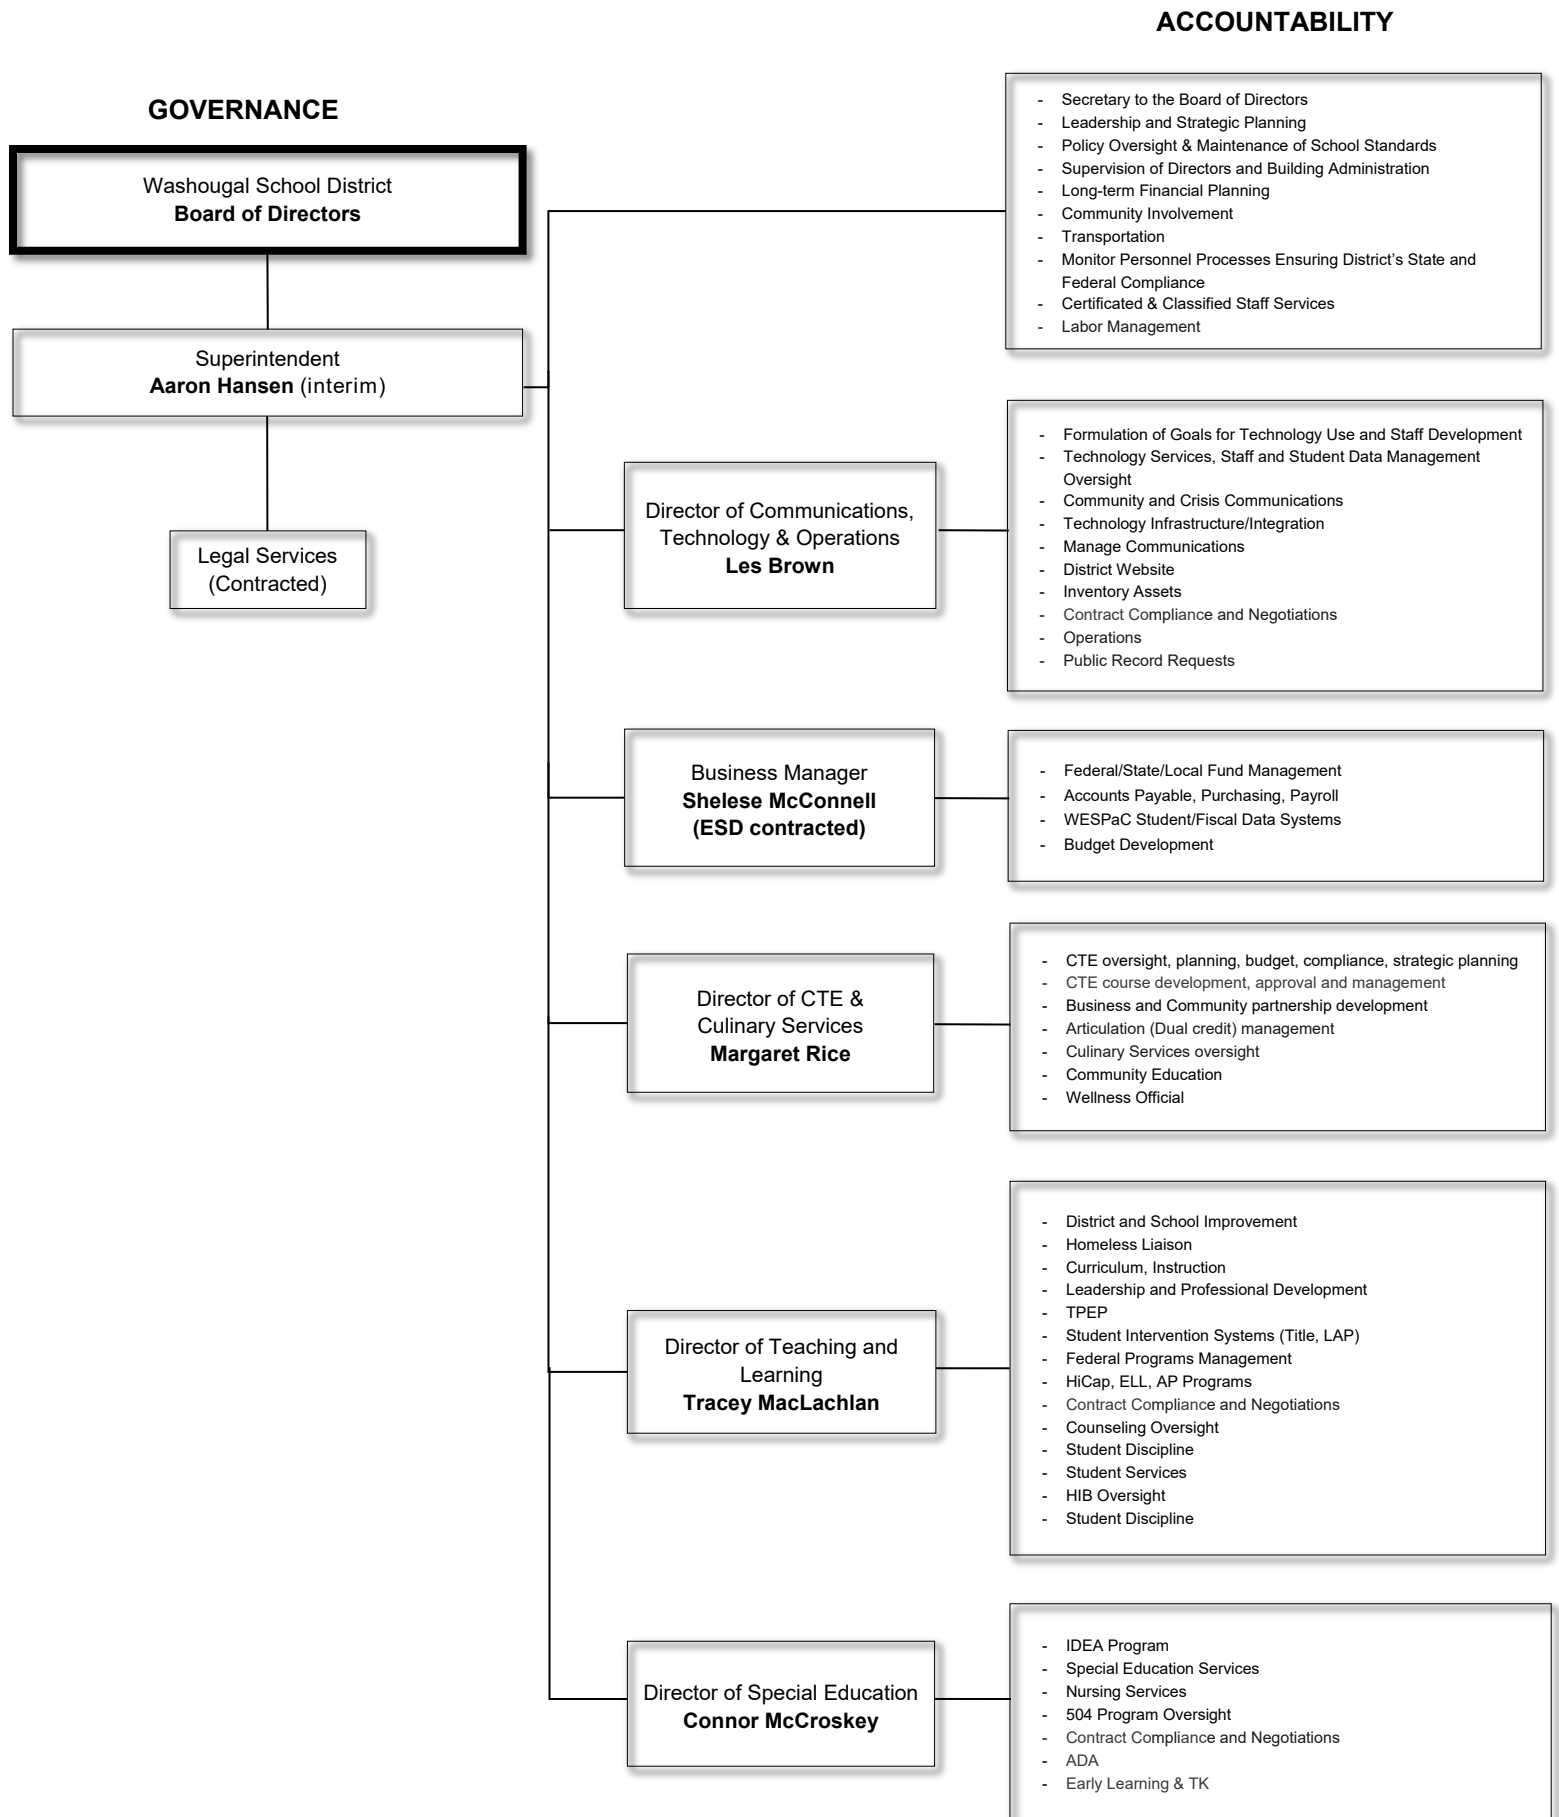 ACCOUNTABILITY
GOVERNANCE
Washougal School District
Board of Directors
Superintendent
Aaron Hansen (interim)
Legal Services
(Contracted)
- Secretary to the Board of Directors
- Leadership and Strategic Planning
- Policy Oversight & Maintenance of School Standards
- Supervision of Directors and Building Administration
- Long-term Financial Planning
- Community Involvement
- Transportation
- Monitor Personnel Processes Ensuring District’s State and
Federal Compliance
- Certificated & Classified Staff Services
- Labor Management
Director of Communications,
Technology & Operations
Les Brown
- Formulation of Goals for Technology Use and Staff Development
- Technology Services, Staff and Student Data Management
Oversight
- Community and Crisis Communications
- Technology Infrastructure/Integration
- Manage Communications
- District Website
- Inventory Assets
- Contract Compliance and Negotiations
- Operations
- Public Record Requests
Business Manager
Shelese McConnell
(ESD contracted)
- Federal/State/Local Fund Management
- Accounts Payable, Purchasing, Payroll
- WESPaC Student/Fiscal Data Systems
- Budget Development
Director of CTE &
Culinary Services
Margaret Rice
- CTE oversight, planning, budget, compliance, strategic planning
- CTE course development, approval and management
- Business and Community partnership development
- Articulation (Dual credit) management
- Culinary Services oversight
- Community Education
- Wellness Official
Director of Teaching and
Learning
Tracey MacLachlan
- District and School Improvement
- Homeless Liaison
- Curriculum, Instruction
- Leadership and Professional Development
- TPEP
- Student Intervention Systems (Title, LAP)
- Federal Programs Management
- HiCap, ELL, AP Programs
- Contract Compliance and Negotiations
- Counseling Oversight
- Student Discipline
- Student Services
- HIB Oversight
- Student Discipline
Director of Special Education
Connor McCroskey
- IDEA Program
- Special Education Services
- Nursing Services
- 504 Program Oversight
- Contract Compliance and Negotiations
- ADA
- Early Learning & TK